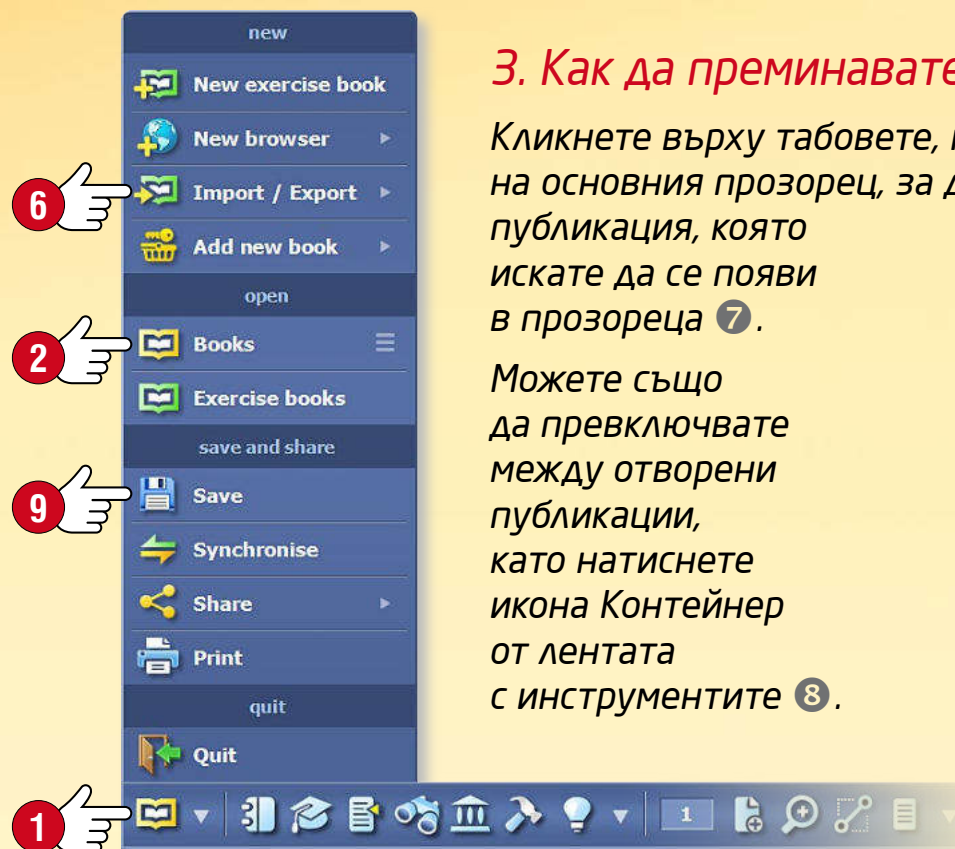 new
New exercise book
New browser
6
Import / Export
Add new book
open
2
Books
Exercise books
save and share
9
Save
Synchronise
Share
Print
quit
Quit
1
1
3. Как да преминавате
Кликнете върху табовете,
на основния прозорец, за
публикация, която
искате да се появи
в прозореца 7.
Можете също
да превключвате
между отворени
публикации,
като натиснете
икона Контейнер
от лентата
с инструментите 8.